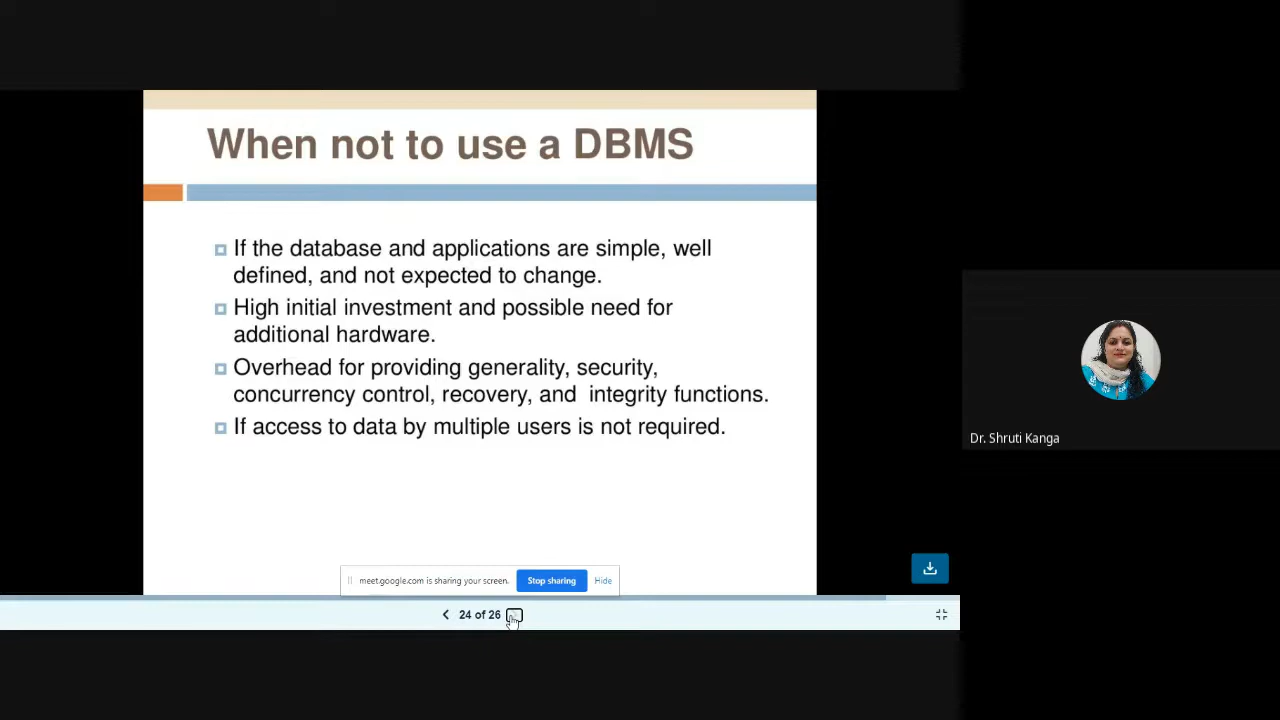 When not to use a DBMS
If the database and applications are simple, well
defined, and not expected to change.
High initial investment and possible need for
additional hardware.
Overhead for providing generality, security,
concurrency control, recovery, and integrity functions.
If access to data by multiple users is not required.
Dr. Shruti Kanga
meet.google.com is sharing your screen. Stop sharing Hide
24 of 26